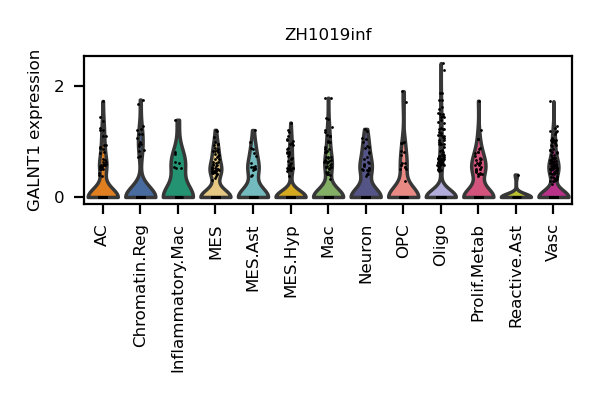 ZH1019inf
GALNT1 expression
2
0
AC
Chromatin.Reg
Inflammatory.Mac
MES
MES.Ast
MES.Hyp
Mac
Neuron
OPC
Oligo
Prolif.Metab
Reactive.Ast
Vasc